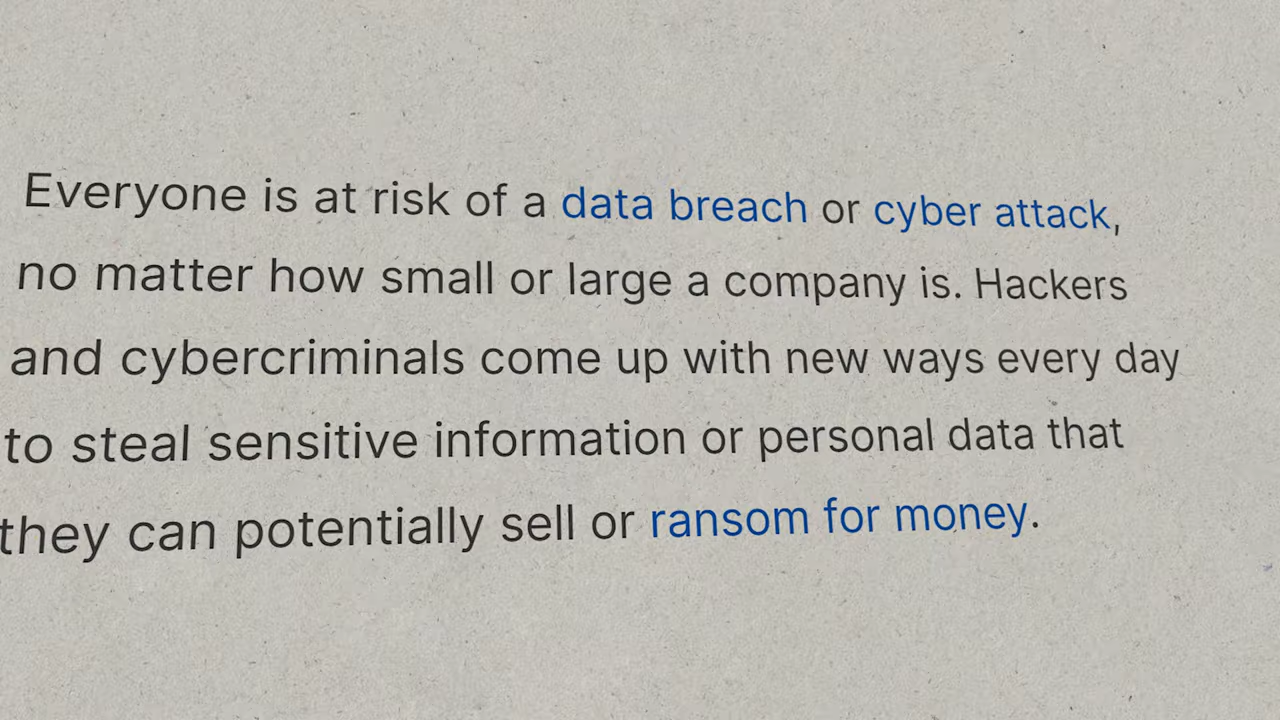 Everyone is at risk of a data breach or cyber attack,
no matter how small or large a company is. Hackers
and cybercriminals come up with new ways every day
to steal sensitive information or personal data that
they can potentially sell or ransom for money.